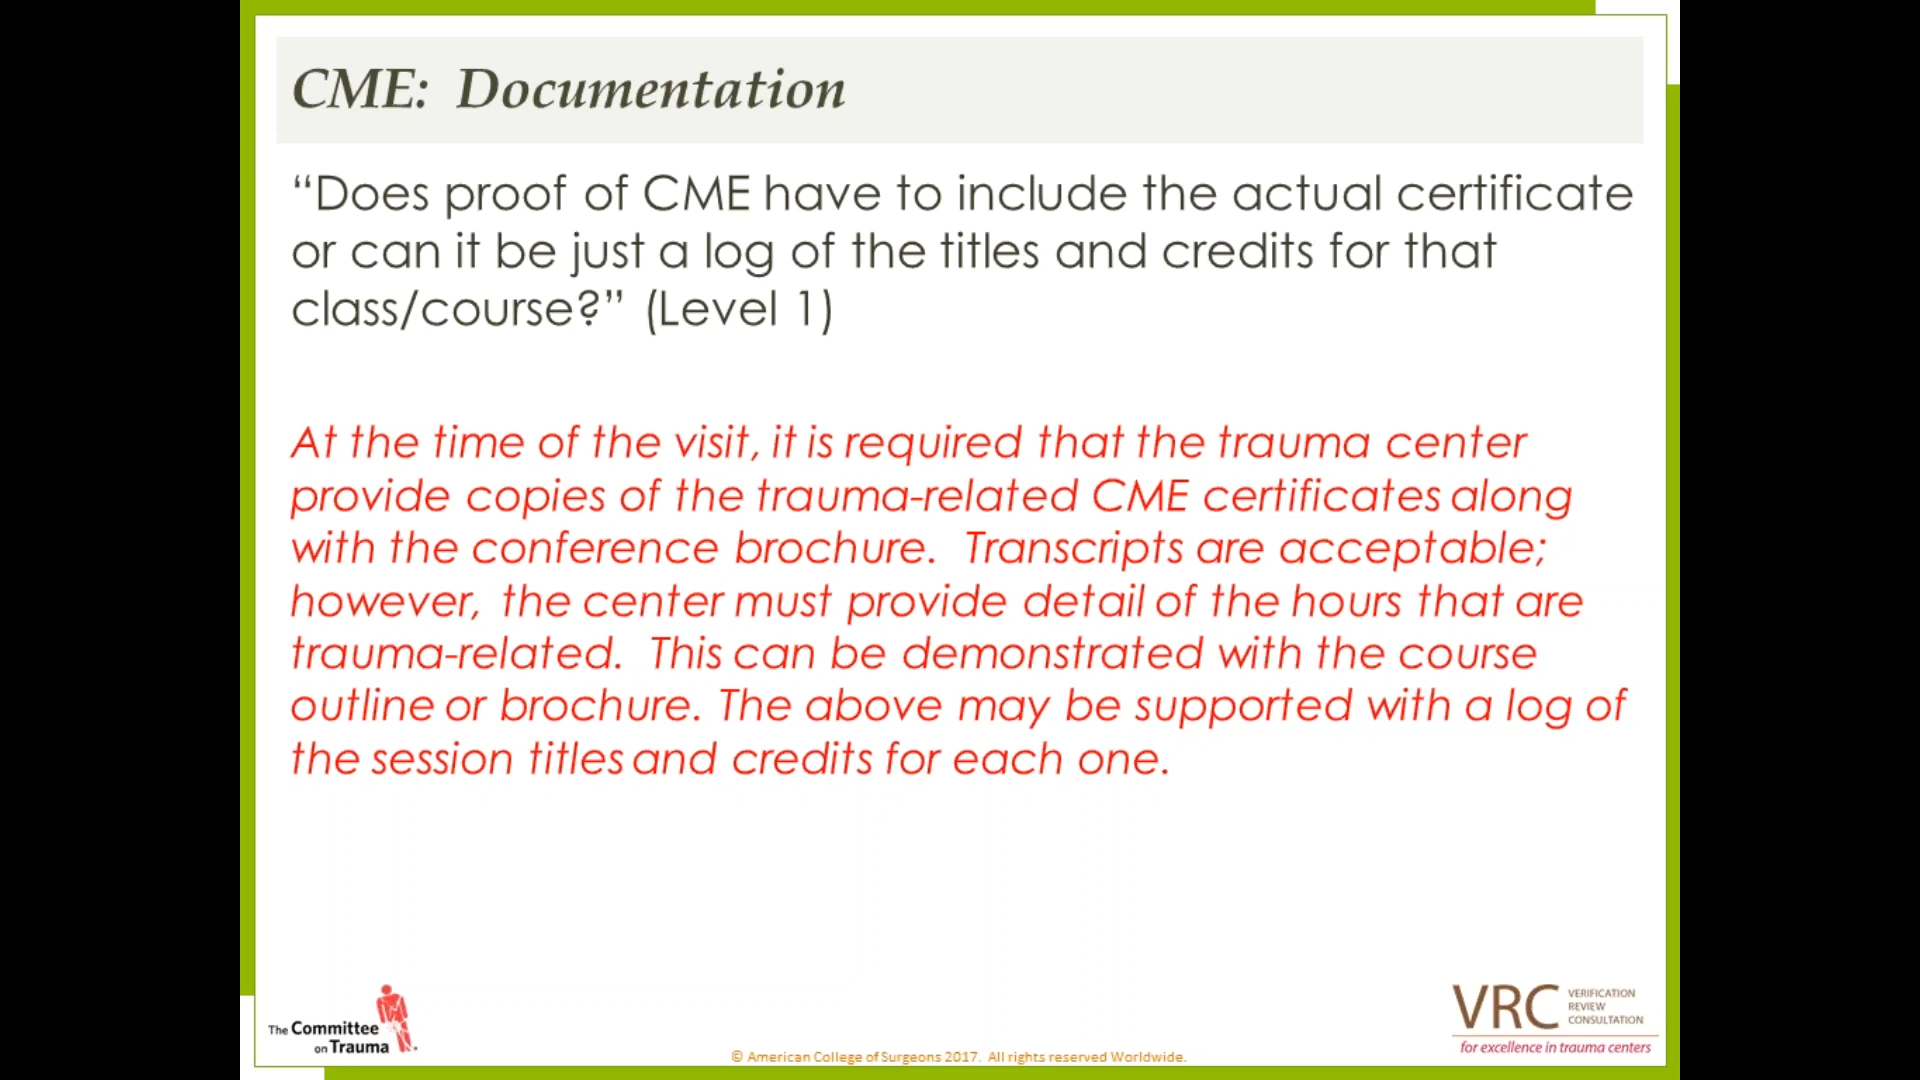 CME:  Documentation
“Does proof of CME have to include the actual certificate
or can it be just a log of the titles and credits for that
class/course?”  (Level 1)
At the time of the visit, it is required that the trauma center
provide copies of the trauma-related CME certificates along
with the conference brochure.  Transcripts are acceptable;
however,  the center must provide detail of the hours that are
trauma-related.  This can be demonstrated with the course
outline or brochure. The above may be supported with a log of
the session titles and credits for each one.
The Committee
on Trauma
© American College of Surgeons 2017.  All rights reserved Worldwide.
VRC
VERIFICATION
REVIEW
CONSULTATION
for excellence in trauma centers